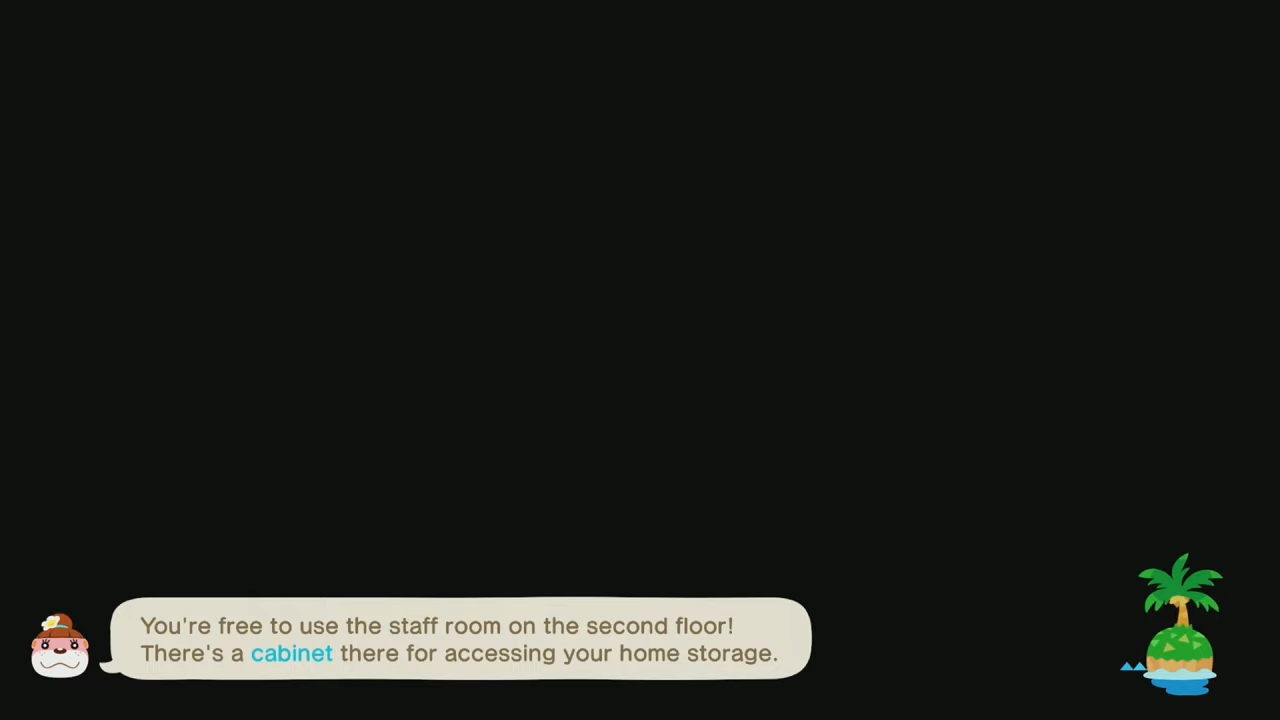 You're free to use the staff room on the second floor!
There's a cabinet there for accessing your home storage.